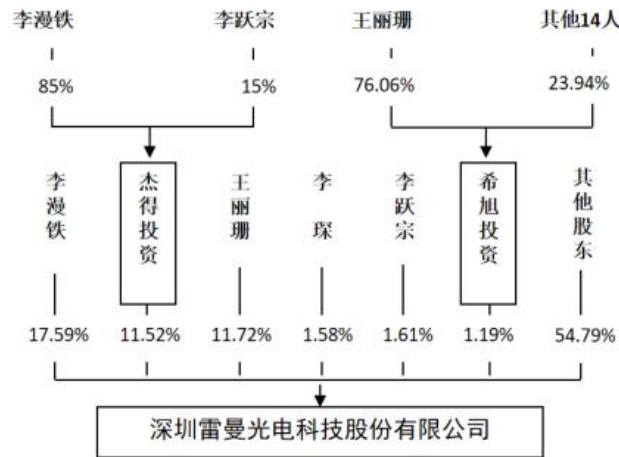 李漫铁 李跃宗 王丽珊 其他14人
85% 15% 76.06% 23.94%
李漫铁 杰得投资 王丽珊 李琛 李跃宗 希旭投资 其他股东
17.59% 11.52% 11.72% 1.58% 1.61% 1.19% 54.79%
深圳雷曼光电科技股份有限公司